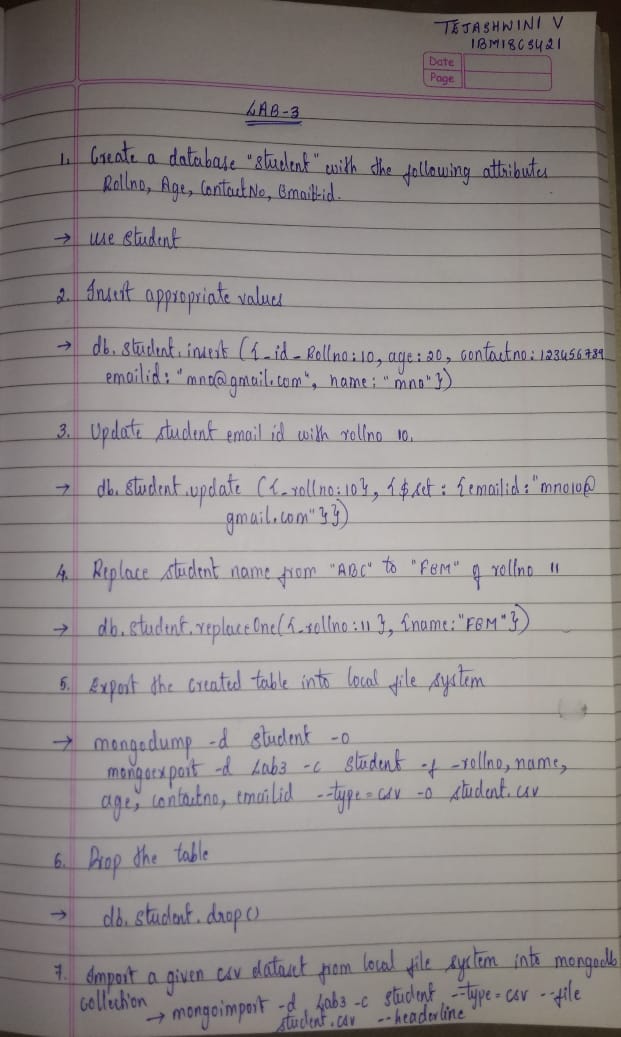 TEJASHWINI V
1BM18CS421
Date
Page
LAB-3
1. Create a database "student" with the following attributes
Rollno, Age, ContactNo, Email-id.
→ use student
2. Insert appropriate values
→ db.student.insert ({_id_Rollno:10, age:20, contactno:123456789
emailid: "mno@gmail.com", name: "mno"})
3. Update student email id with rollno 10.
→ db.student.update ({_rollno:10}, {$set : {emailid: "mno10@
gmail.com"}})
4. Replace student name from "ABC" to "FEM" of rollno 11
→ db.student.replaceOne({_rollno:11}, {name:"FEM"})
5. Export the created table into local file system
→ mongodump -d student -o
mongoexport -d Lab3 -c student -f -rollno, name,
age, contactno, emailid --type=csv -o student.csv
6. Drop the table
→ db.student.drop()
7. Import a given csv dataset from local file system into mongodb
collection
→ mongoimport -d Lab3 -c student --type=csv --file
student.csv --headerline